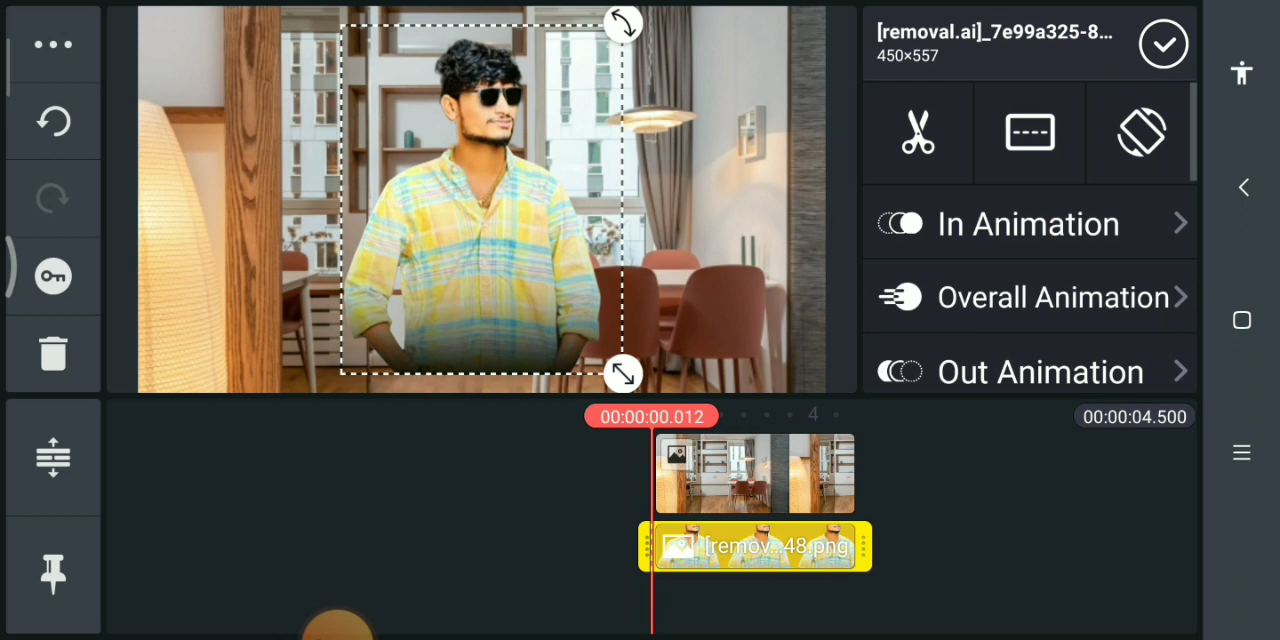 [removal.ai]_7e99a325-8...
450×557
In Animation
Overall Animation
Out Animation
00:00:00.012
4
00:00:04.500
[remov...48.png